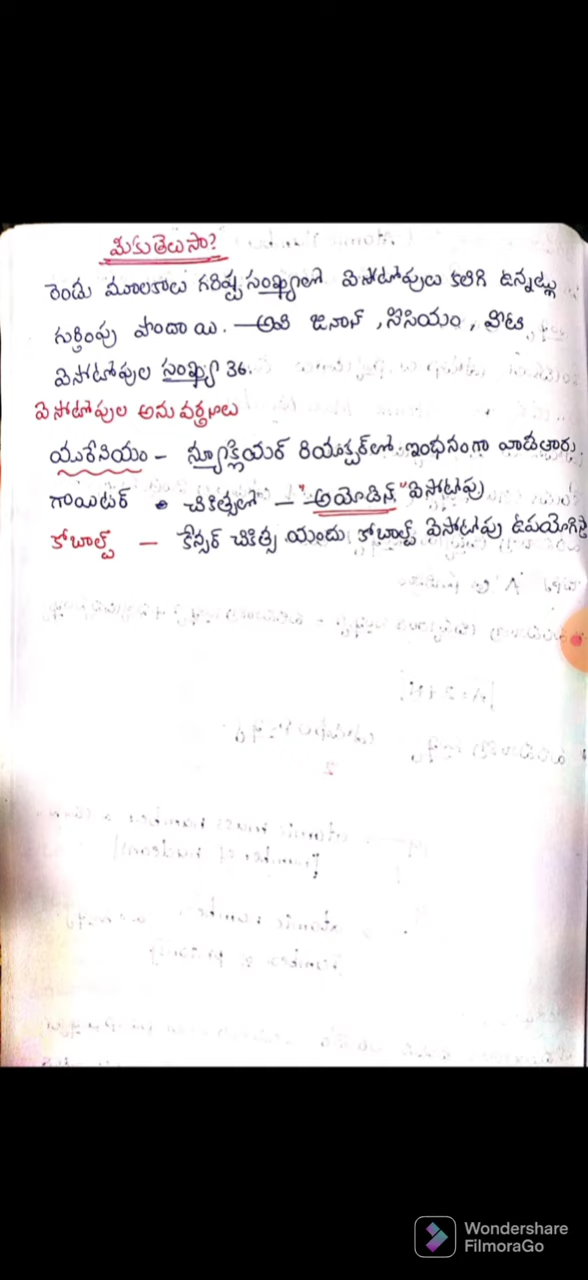 మీకు తెలుసా?
రెండు మూలకాలు గరిష్ట సంఖ్యలో ఐసోటోపులు కలిగి ఉన్నట్లు
గుర్తింపు పొందాయి. — అవి జినాన్, సీసియం, వీటి
ఐసోటోపుల సంఖ్య 36.
ఐసోటోపుల అనువర్తనాలు
యురేనియం – న్యూక్లియర్ రియాక్టర్‌లో ఇంధనంగా వాడతారు.
గాయిటర్ - చికిత్సలో – "అయోడిన్" ఐసోటోపు
కోబాల్ట్ – కేన్సర్ చికిత్స యందు కోబాల్ట్ ఐసోటోపు
Wondershare
FilmoraGo